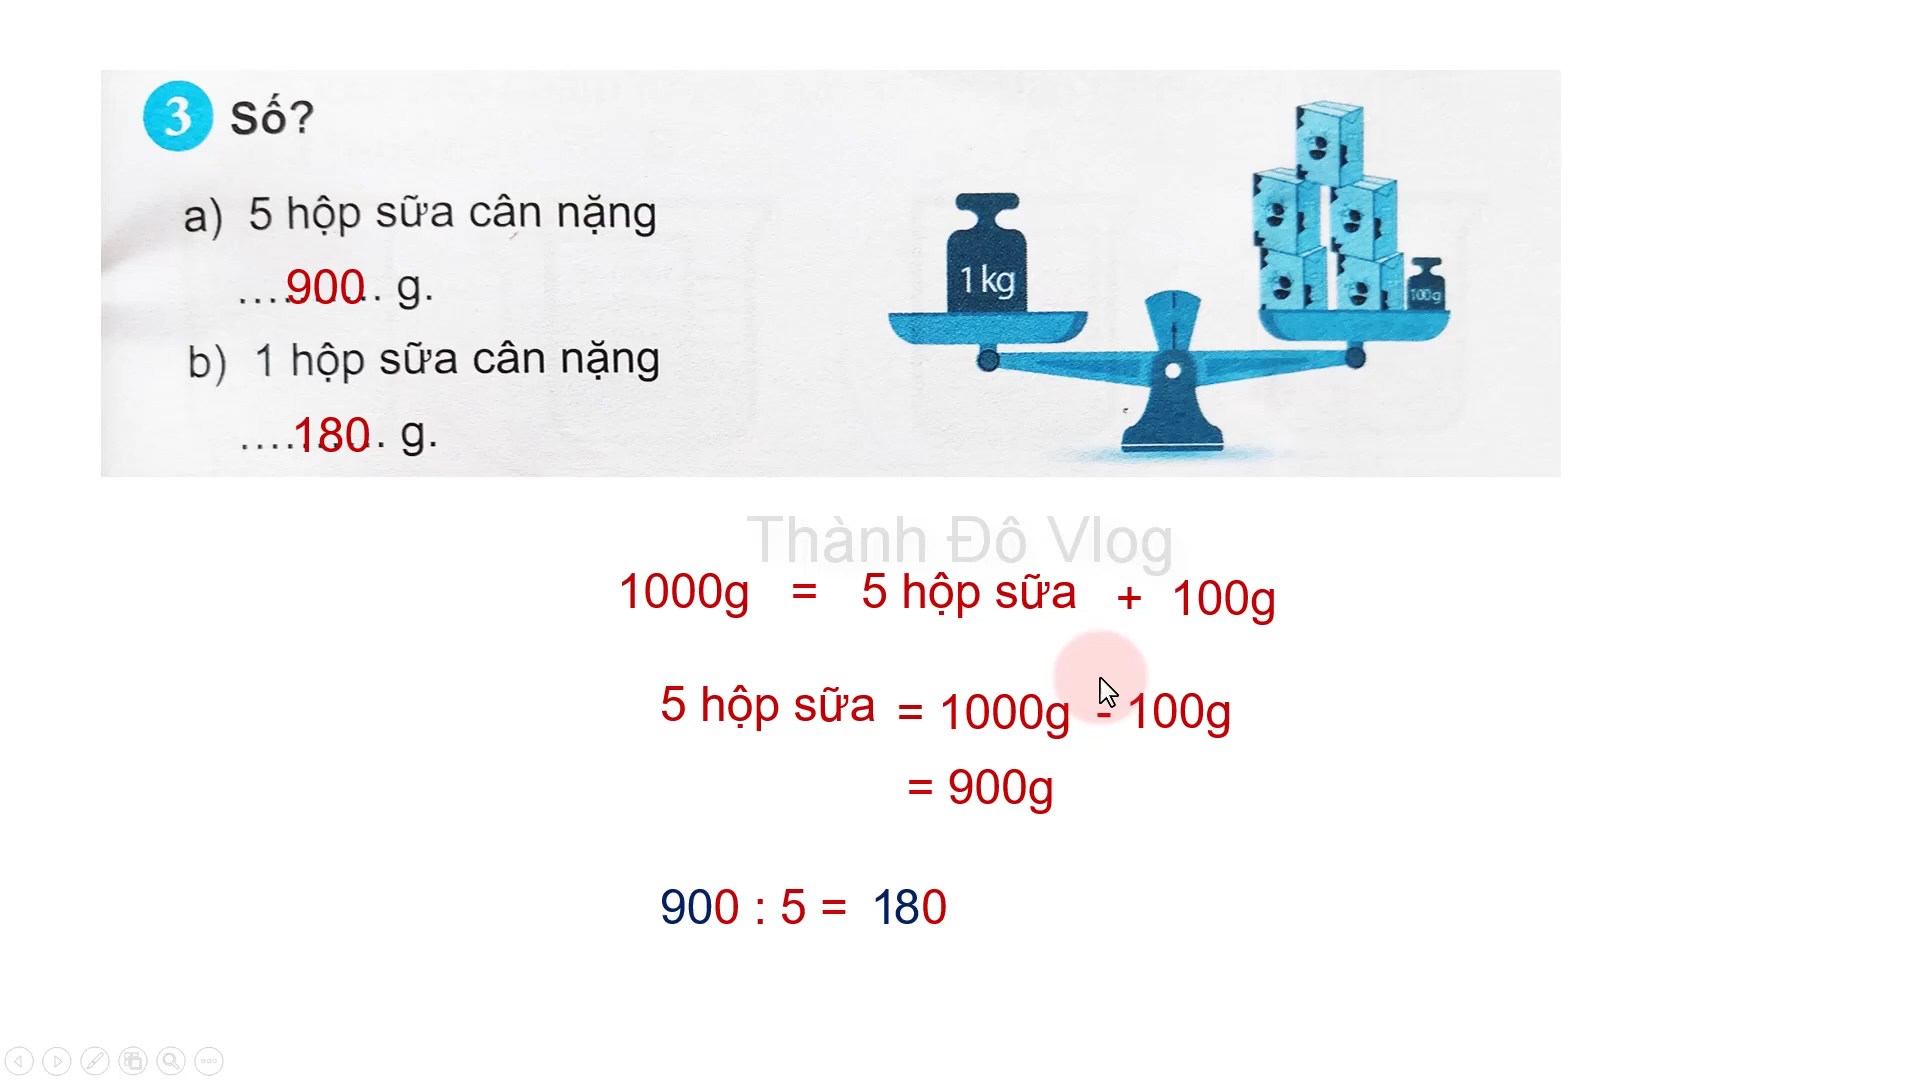 3 Số?
a) 5 hộp sữa cân nặng
....900.. g.
b) 1 hộp sữa cân nặng
....180.. g.
1 kg
100g
Thành Đô Vlog
1000g = 5 hộp sữa + 100g
5 hộp sữa = 1000g - 100g
= 900g
900 : 5 = 180